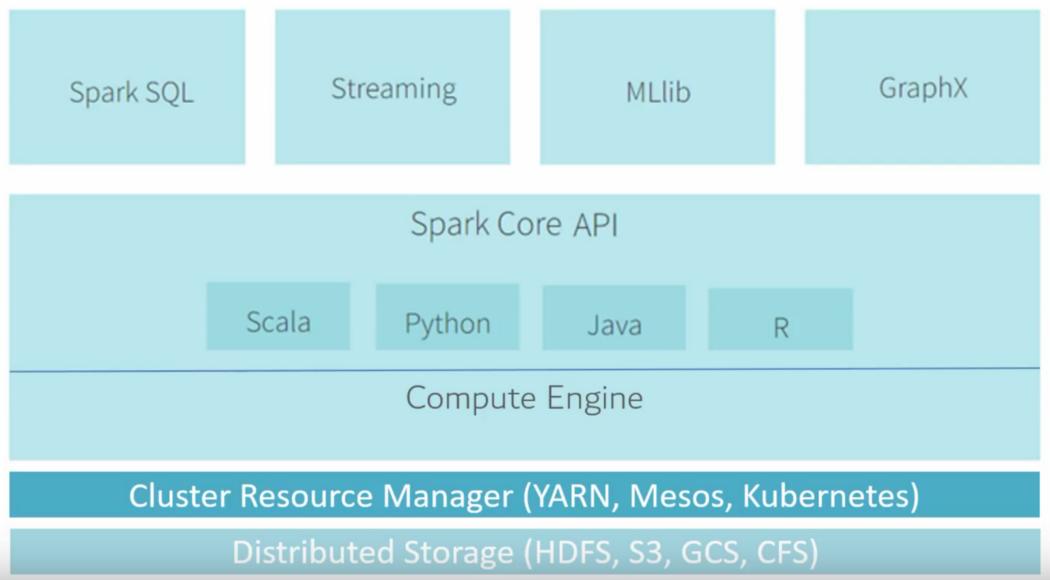 Spark SQL
Streaming
MLlib
GraphX
Spark Core API
Scala
Python
Java
R
Compute Engine
Cluster Resource Manager (YARN, Mesos, Kubernetes)
Distributed Storage (HDFS, S3, GCS, CFS)